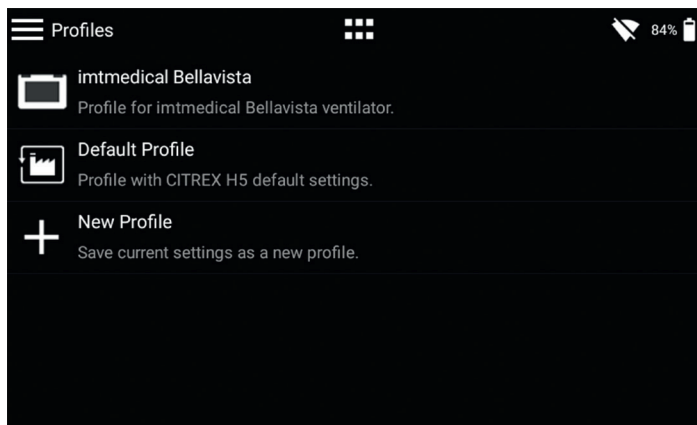 Profiles
84%
imtmedical Bellavista
Profile for imtmedical Bellavista ventilator.
Default Profile
Profile with CITREX H5 default settings.
New Profile
Save current settings as a new profile.